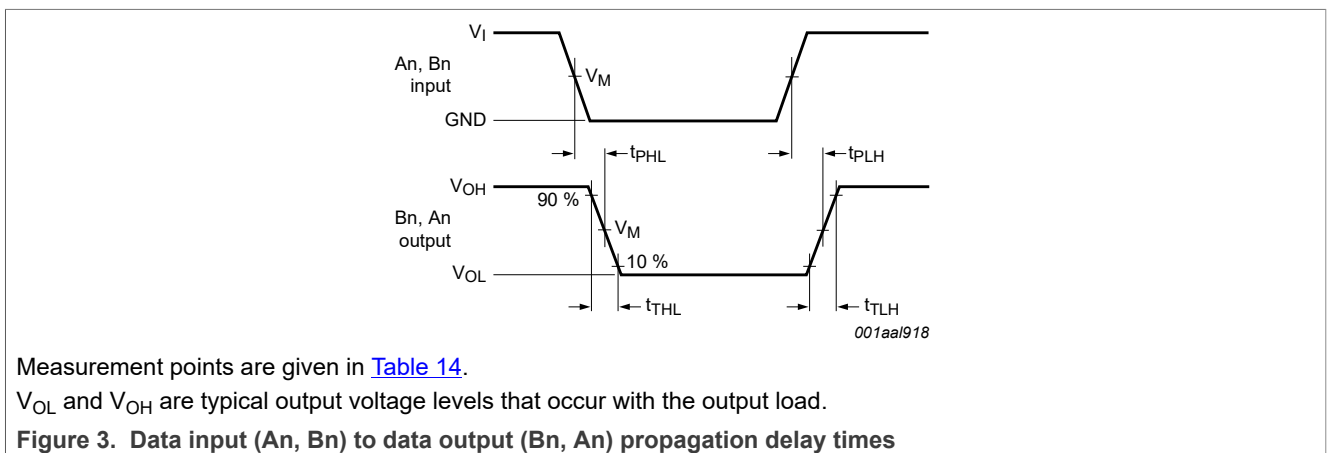 VI
An, Bn
input
VM
GND
tPHL
tPLH
VOH
90 %
Bn, An
output
VM
10 %
VOL
tTHL
tTLH
001aal918
Measurement points are given in Table 14.
VOL and VOH are typical output voltage levels that occur with the output load.
Figure 3. Data input (An, Bn) to data output (Bn, An) propagation delay times